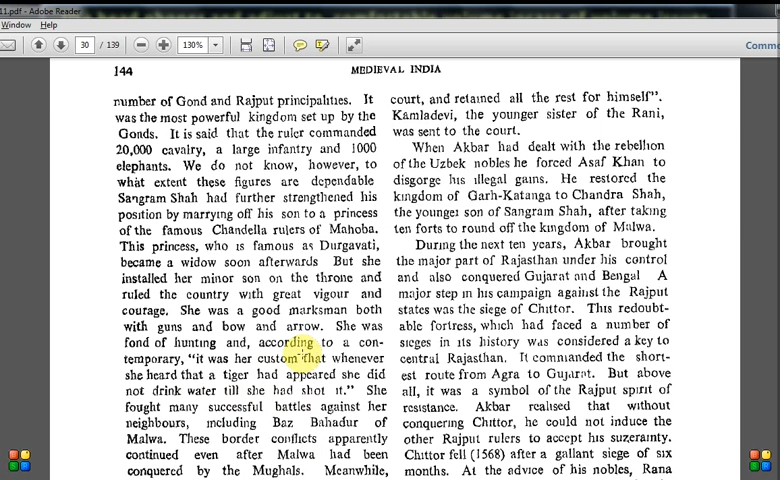 11.pdf - Adobe Reader
Window Help
30 / 139
130%
Comme
144
MEDIEVAL INDIA
number of Gond and Rajput principalities. It
was the most powerful kingdom set up by the
Gonds. It is said that the ruler commanded
20,000 cavalry, a large infantry and 1000
elephants. We do not know, however, to
what extent these figures are dependable
Sangram Shah had further strengthened his
position by marrying off his son to a princess
of the famous Chandella rulers of Mahoba.
This princess, who is famous as Durgavati,
became a widow soon afterwards But she
installed her minor son on the throne and
ruled the country with great vigour and
courage. She was a good marksman both
with guns and bow and arrow. She was
fond of hunting and, according to a con-
temporary, "it was her custom that whenever
she heard that a tiger had appeared she did
not drink water till she had shot it." She
fought many successful battles against her
neighbours, including Baz Bahadur of
Malwa. These border conflicts apparently
continued even after Malwa had been
conquered by the Mughals. Meanwhile,
court, and retained all the rest for himself".
Kamladevi, the younger sister of the Rani,
was sent to the court.
When Akbar had dealt with the rebellion
of the Uzbek nobles he forced Asaf Khan to
disgorge his illegal gains. He restored the
kingdom of Garh-Katanga to Chandra Shah,
the younger son of Sangram Shah, after taking
ten forts to round off the kingdom of Malwa.
During the next ten years, Akbar brought
the major part of Rajasthan under his control
and also conquered Gujarat and Bengal A
major step in his campaign against the Rajput
states was the siege of Chittor. This redoubt-
able fortress, which had faced a number of
sieges in its history was considered a key to
central Rajasthan. It commanded the short-
est route from Agra to Gujarat. But above
all, it was a symbol of the Rajput spirit of
resistance. Akbar realised that without
conquering Chittor, he could not induce the
other Rajput rulers to accept his suzerainty.
Chittor fell (1568) after a gallant siege of six
months. At the advice of his nobles, Rana